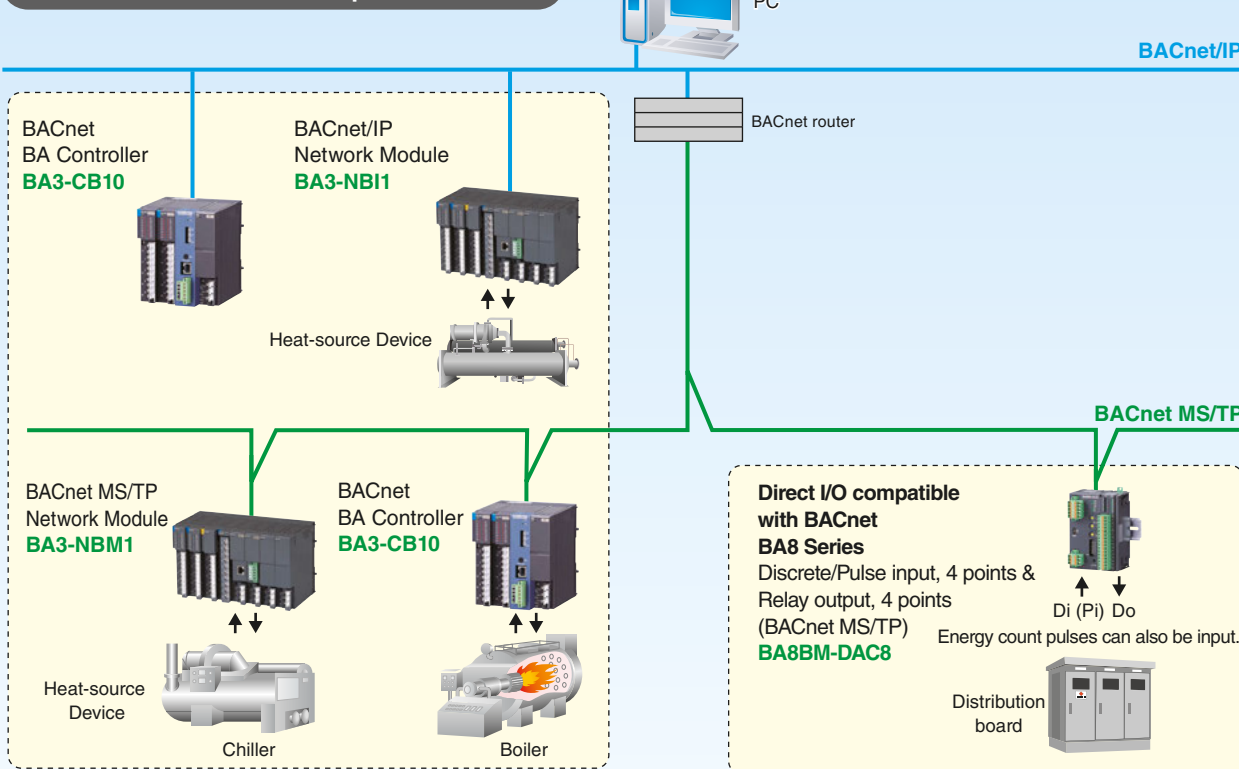 PC
BACnet/IP
BACnet
BA Controller
BA3-CB10
BACnet/IP
Network Module
BA3-NBI1
BACnet router
Heat-source Device
BACnet MS/TP
BACnet MS/TP
Network Module
BA3-NBM1
BACnet
BA Controller
BA3-CB10
Heat-source
Device
Chiller
Boiler
Direct I/O compatible
with BACnet
BA8 Series
Discrete/Pulse input, 4 points &
Relay output, 4 points
(BACnet MS/TP)
BA8BM-DAC8
Di (Pi) Do
Energy count pulses can also be input.
Distribution
board